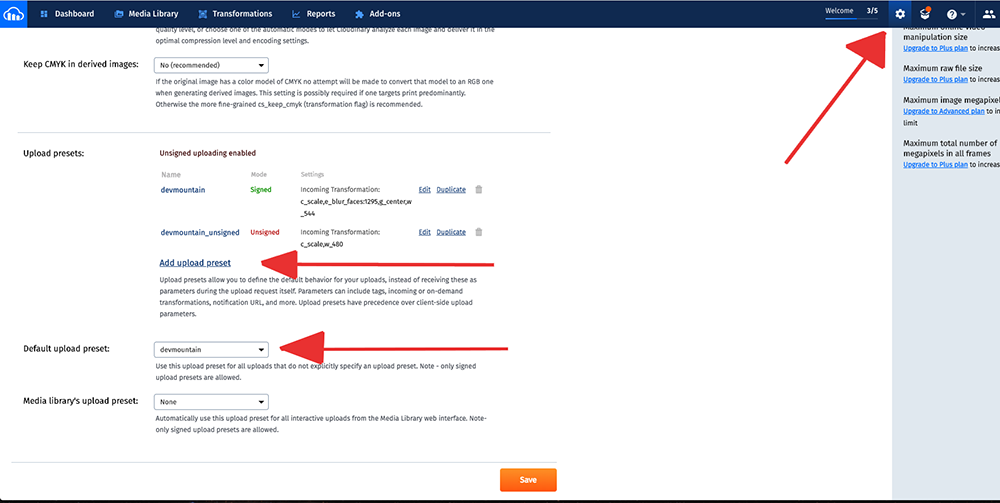 Dashboard
Media Library
Transformations
Reports
Add-ons
Welcome 3/5
quality level, or choose one of the automatic modes to let Cloudinary analyze each image and deliver it in the
optimal compression level and encoding settings.
Keep CMYK in derived images:
No (recommended)
If the original image has a color model of CMYK no attempt will be made to convert that model to an RGB one
when generating derived images. This setting is possibly required if one targets print predominantly.
Otherwise the more fine-grained cs_keep_cmyk (transformation flag) is recommended.
Upload presets:
Unsigned uploading enabled
Name Mode Settings
devmountain Signed Incoming Transformation: Edit Duplicate
c_scale,e_blur_faces:1295,g_center,w
_544
devmountain_unsigned Unsigned Incoming Transformation: Edit Duplicate
c_scale,w_480
Add upload preset
Upload presets allow you to define the default behavior for your uploads, instead of receiving these as
parameters during the upload request itself. Parameters can include tags, incoming or on-demand
transformations, notification URL, and more. Upload presets have precedence over client-side upload
parameters.
Default upload preset:
devmountain
Use this upload preset for all uploads that do not explicitly specify an upload preset. Note - only signed
upload presets are allowed.
Media library's upload preset:
None
Automatically use this upload preset for all interactive uploads from the Media Library web interface. Note-
only signed upload presets are allowed.
Save
Maximum online video
manipulation size
Upgrade to Plus plan to increas
Maximum raw file size
Upgrade to Plus plan to increas
Maximum image megapixel
Upgrade to Advanced plan to in
limit
Maximum total number of
megapixels in all frames
Upgrade to Plus plan to increas